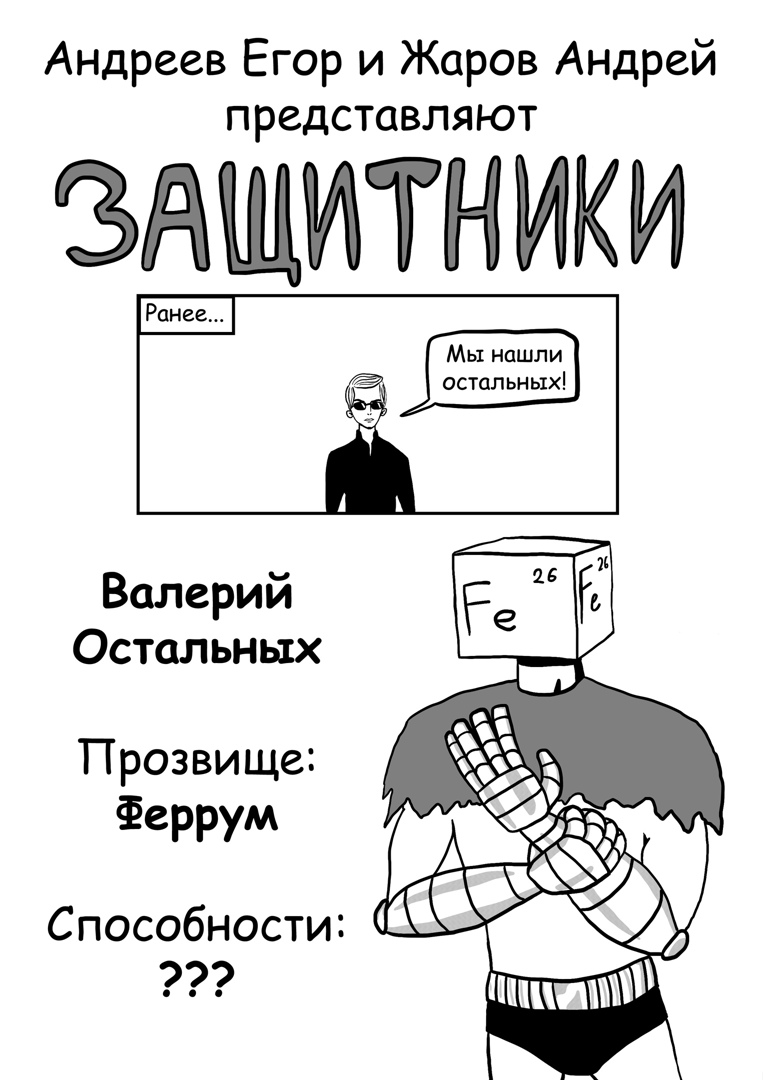 Андреев Егор и Жаров Андрей
представляют
ЗАЩИТНИКИ
Ранее...
Мы нашли
остальных!
Валерий
Остальных
Прозвище:
Феррум
Способности:
???
Fe 26
Fe 26